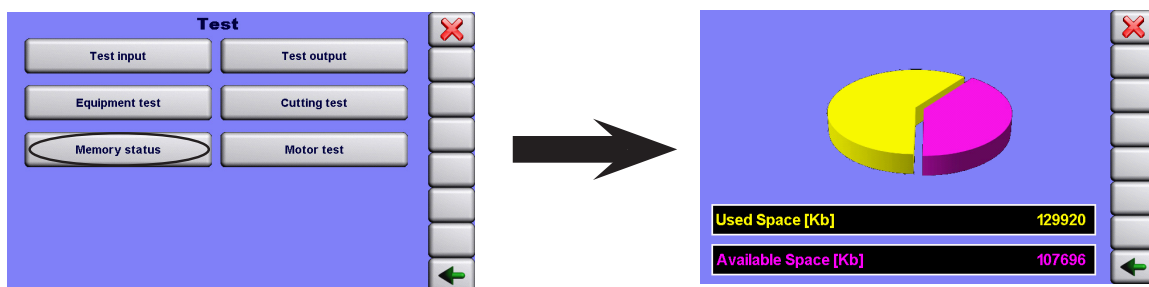 Test
Test input
Test output
Equipment test
Cutting test
Memory status
Motor test
Used Space [Kb] 129920
Available Space [Kb] 107696